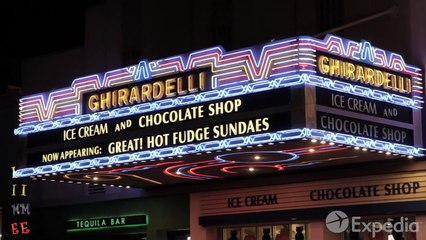 GHIRARDELLI
ICE CREAM AND CHOCOLATE SHOP
NOW APPEARING: GREAT! HOT FUDGE SUNDAES
GHIRARDELLI
ICE CREAM AND
CHOCOLATE SHOP
ICE CREAM AND CHOCOLATE SHOP
TEQUILA BAR
Expedia